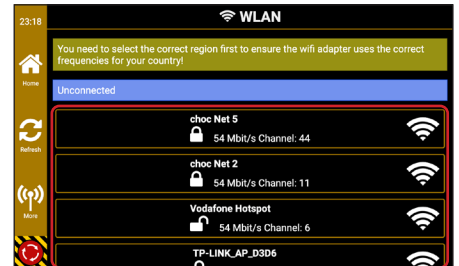 23:18
WLAN
You need to select the correct region first to ensure the wifi adapter uses the correct
frequencies for your country!
Home
Unconnected
choc Net 5
54 Mbit/s Channel: 44
Refresh
choc Net 2
54 Mbit/s Channel: 11
Vodafone Hotspot
54 Mbit/s Channel: 6
More
TP-LINK_AP_D3D6